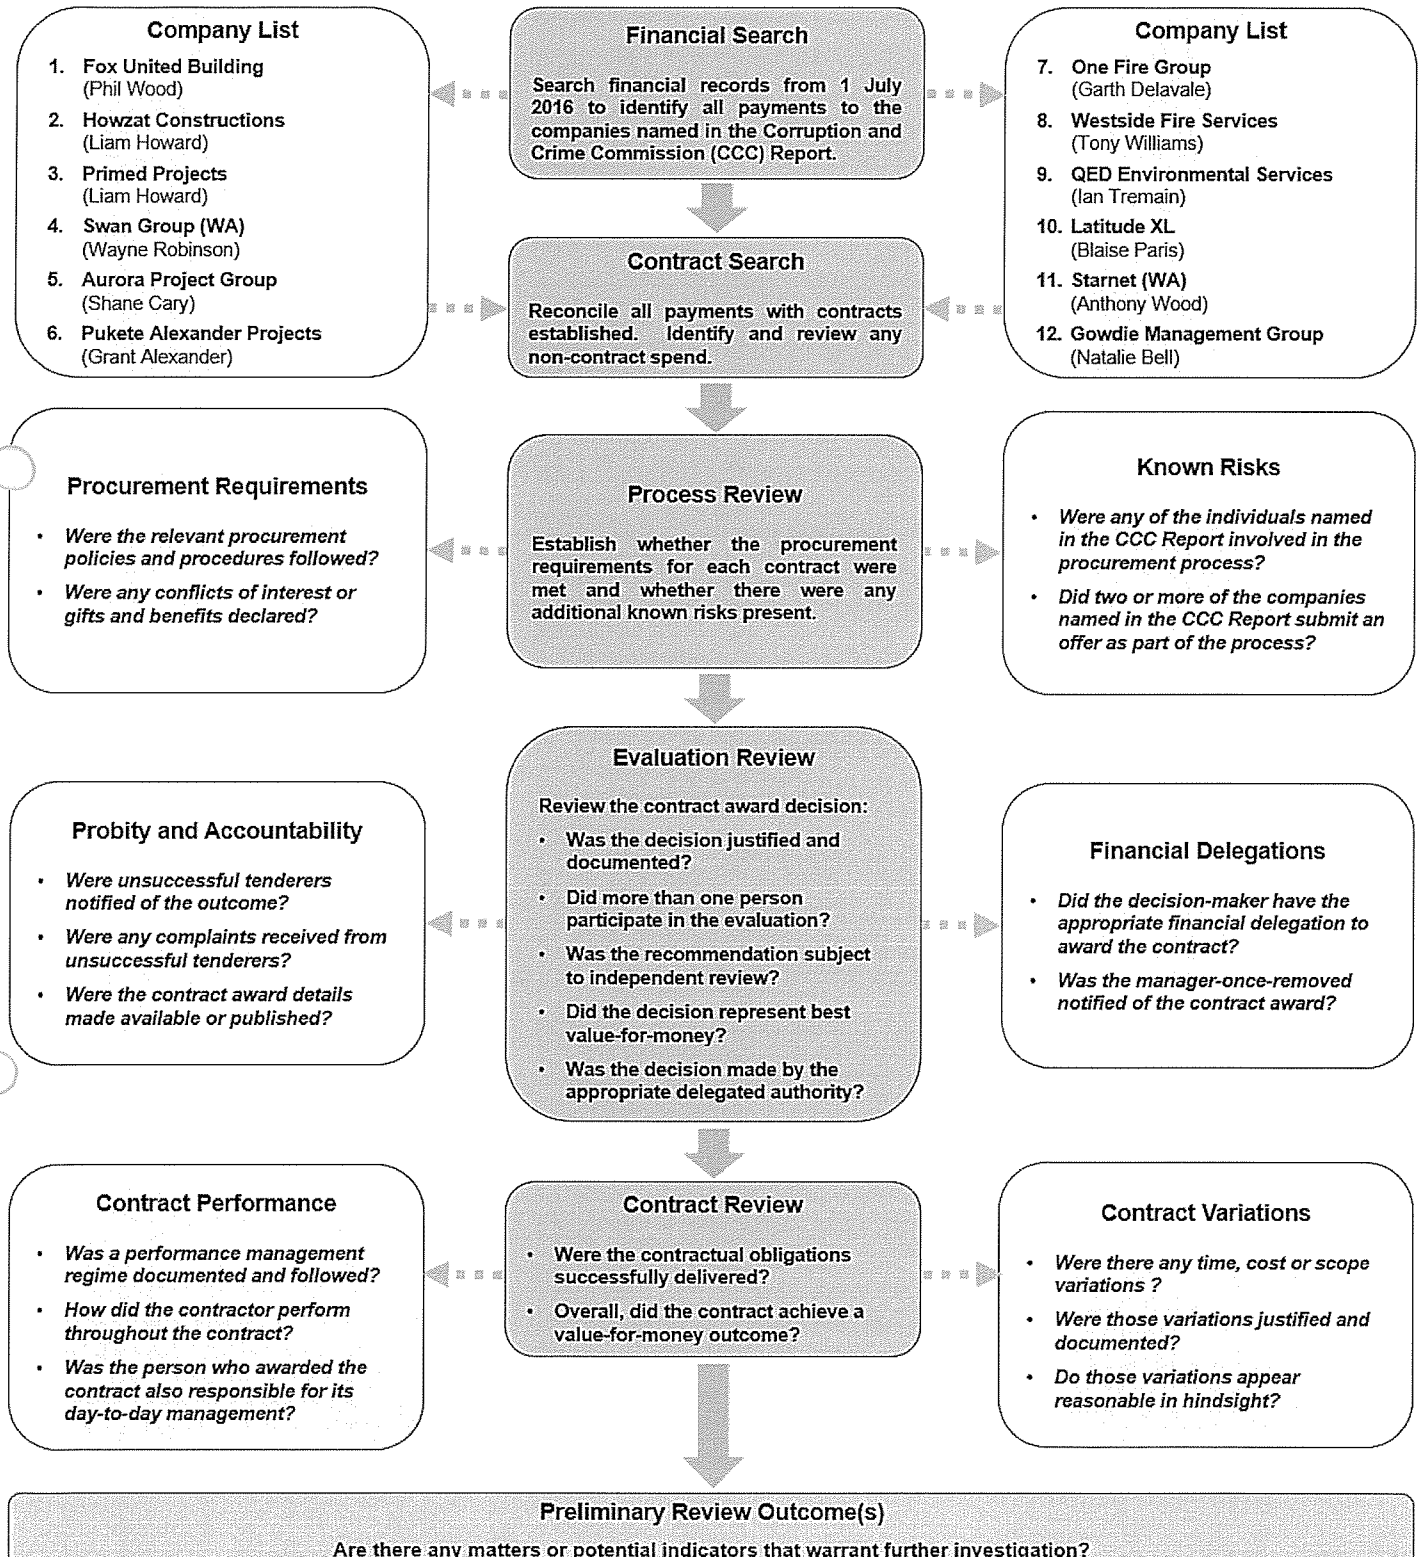 Company List
1. Fox United Building
(Phil Wood)
2. Howzat Constructions
(Liam Howard)
3. Primed Projects
(Liam Howard)
4. Swan Group (WA)
(Wayne Robinson)
5. Aurora Project Group
(Shane Cary)
6. Pukete Alexander Projects
(Grant Alexander)
Financial Search
Search financial records from 1 July
2016 to identify all payments to the
companies named in the Corruption and
Crime Commission (CCC) Report.
Company List
7. One Fire Group
(Garth Delavale)
8. Westside Fire Services
(Tony Williams)
9. QED Environmental Services
(Ian Tremain)
10. Latitude XL
(Blaise Paris)
11. Starnet (WA)
(Anthony Wood)
12. Gowdie Management Group
(Natalie Bell)
Contract Search
Reconcile all payments with contracts
established. Identify and review any
non-contract spend.
Procurement Requirements
• Were the relevant procurement
policies and procedures followed?
• Were any conflicts of interest or
gifts and benefits declared?
Process Review
Establish whether the procurement
requirements for each contract were
met and whether there were any
additional known risks present.
Known Risks
• Were any of the individuals named
in the CCC Report involved in the
procurement process?
• Did two or more of the companies
named in the CCC Report submit an
offer as part of the process?
Probity and Accountability
• Were unsuccessful tenderers
notified of the outcome?
• Were any complaints received from
unsuccessful tenderers?
• Were the contract award details
made available or published?
Evaluation Review
Review the contract award decision:
• Was the decision justified and
documented?
• Did more than one person
participate in the evaluation?
• Was the recommendation subject
to independent review?
• Did the decision represent best
value-for-money?
• Was the decision made by the
appropriate delegated authority?
Financial Delegations
• Did the decision-maker have the
appropriate financial delegation to
award the contract?
• Was the manager-once-removed
notified of the contract award?
Contract Performance
• Was a performance management
regime documented and followed?
• How did the contractor perform
throughout the contract?
• Was the person who awarded the
contract also responsible for its
day-to-day management?
Contract Review
• Were the contractual obligations
successfully delivered?
• Overall, did the contract achieve a
value-for-money outcome?
Contract Variations
• Were there any time, cost or scope
variations ?
• Were those variations justified and
documented?
• Do those variations appear
reasonable in hindsight?
Preliminary Review Outcome(s)
Are there any matters or potential indicators that warrant further investigation?